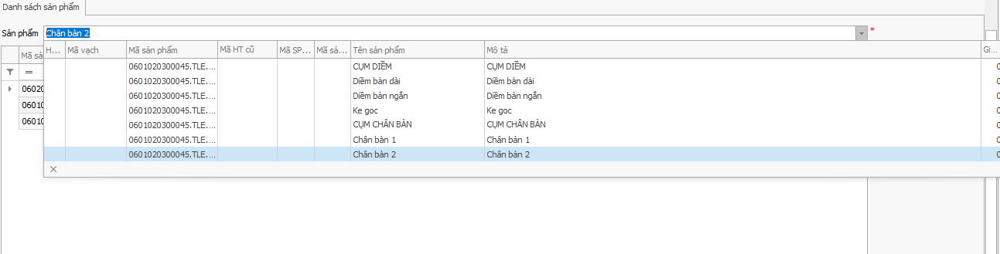 Danh sách sản phẩm
Sản phẩm Chân bàn 2 *
Mã sả
H... Mã vạch Mã sản phẩm Mã HT cũ Mã SP... Mã sả... Tên sản phẩm Mô tả Gi...
=
0601020300045.TLE.... CỤM DIỀM CỤM DIỀM 0
0601020300045.TLE.... Diềm bàn dài Diềm bàn dài 0
06020
0601020300045.TLE.... Diềm bàn ngắn Diềm bàn ngắn 0
06010
0601020300045.TLE.... Ke goc Ke goc 0
06010
0601020300045.TLE.... CỤM CHÂN BÀN CỤM CHÂN BÀN 0
0601020300045.TLE.... Chân bàn 1 Chân bàn 1 0
0601020300045.TLE.... Chân bàn 2 Chân bàn 2 0